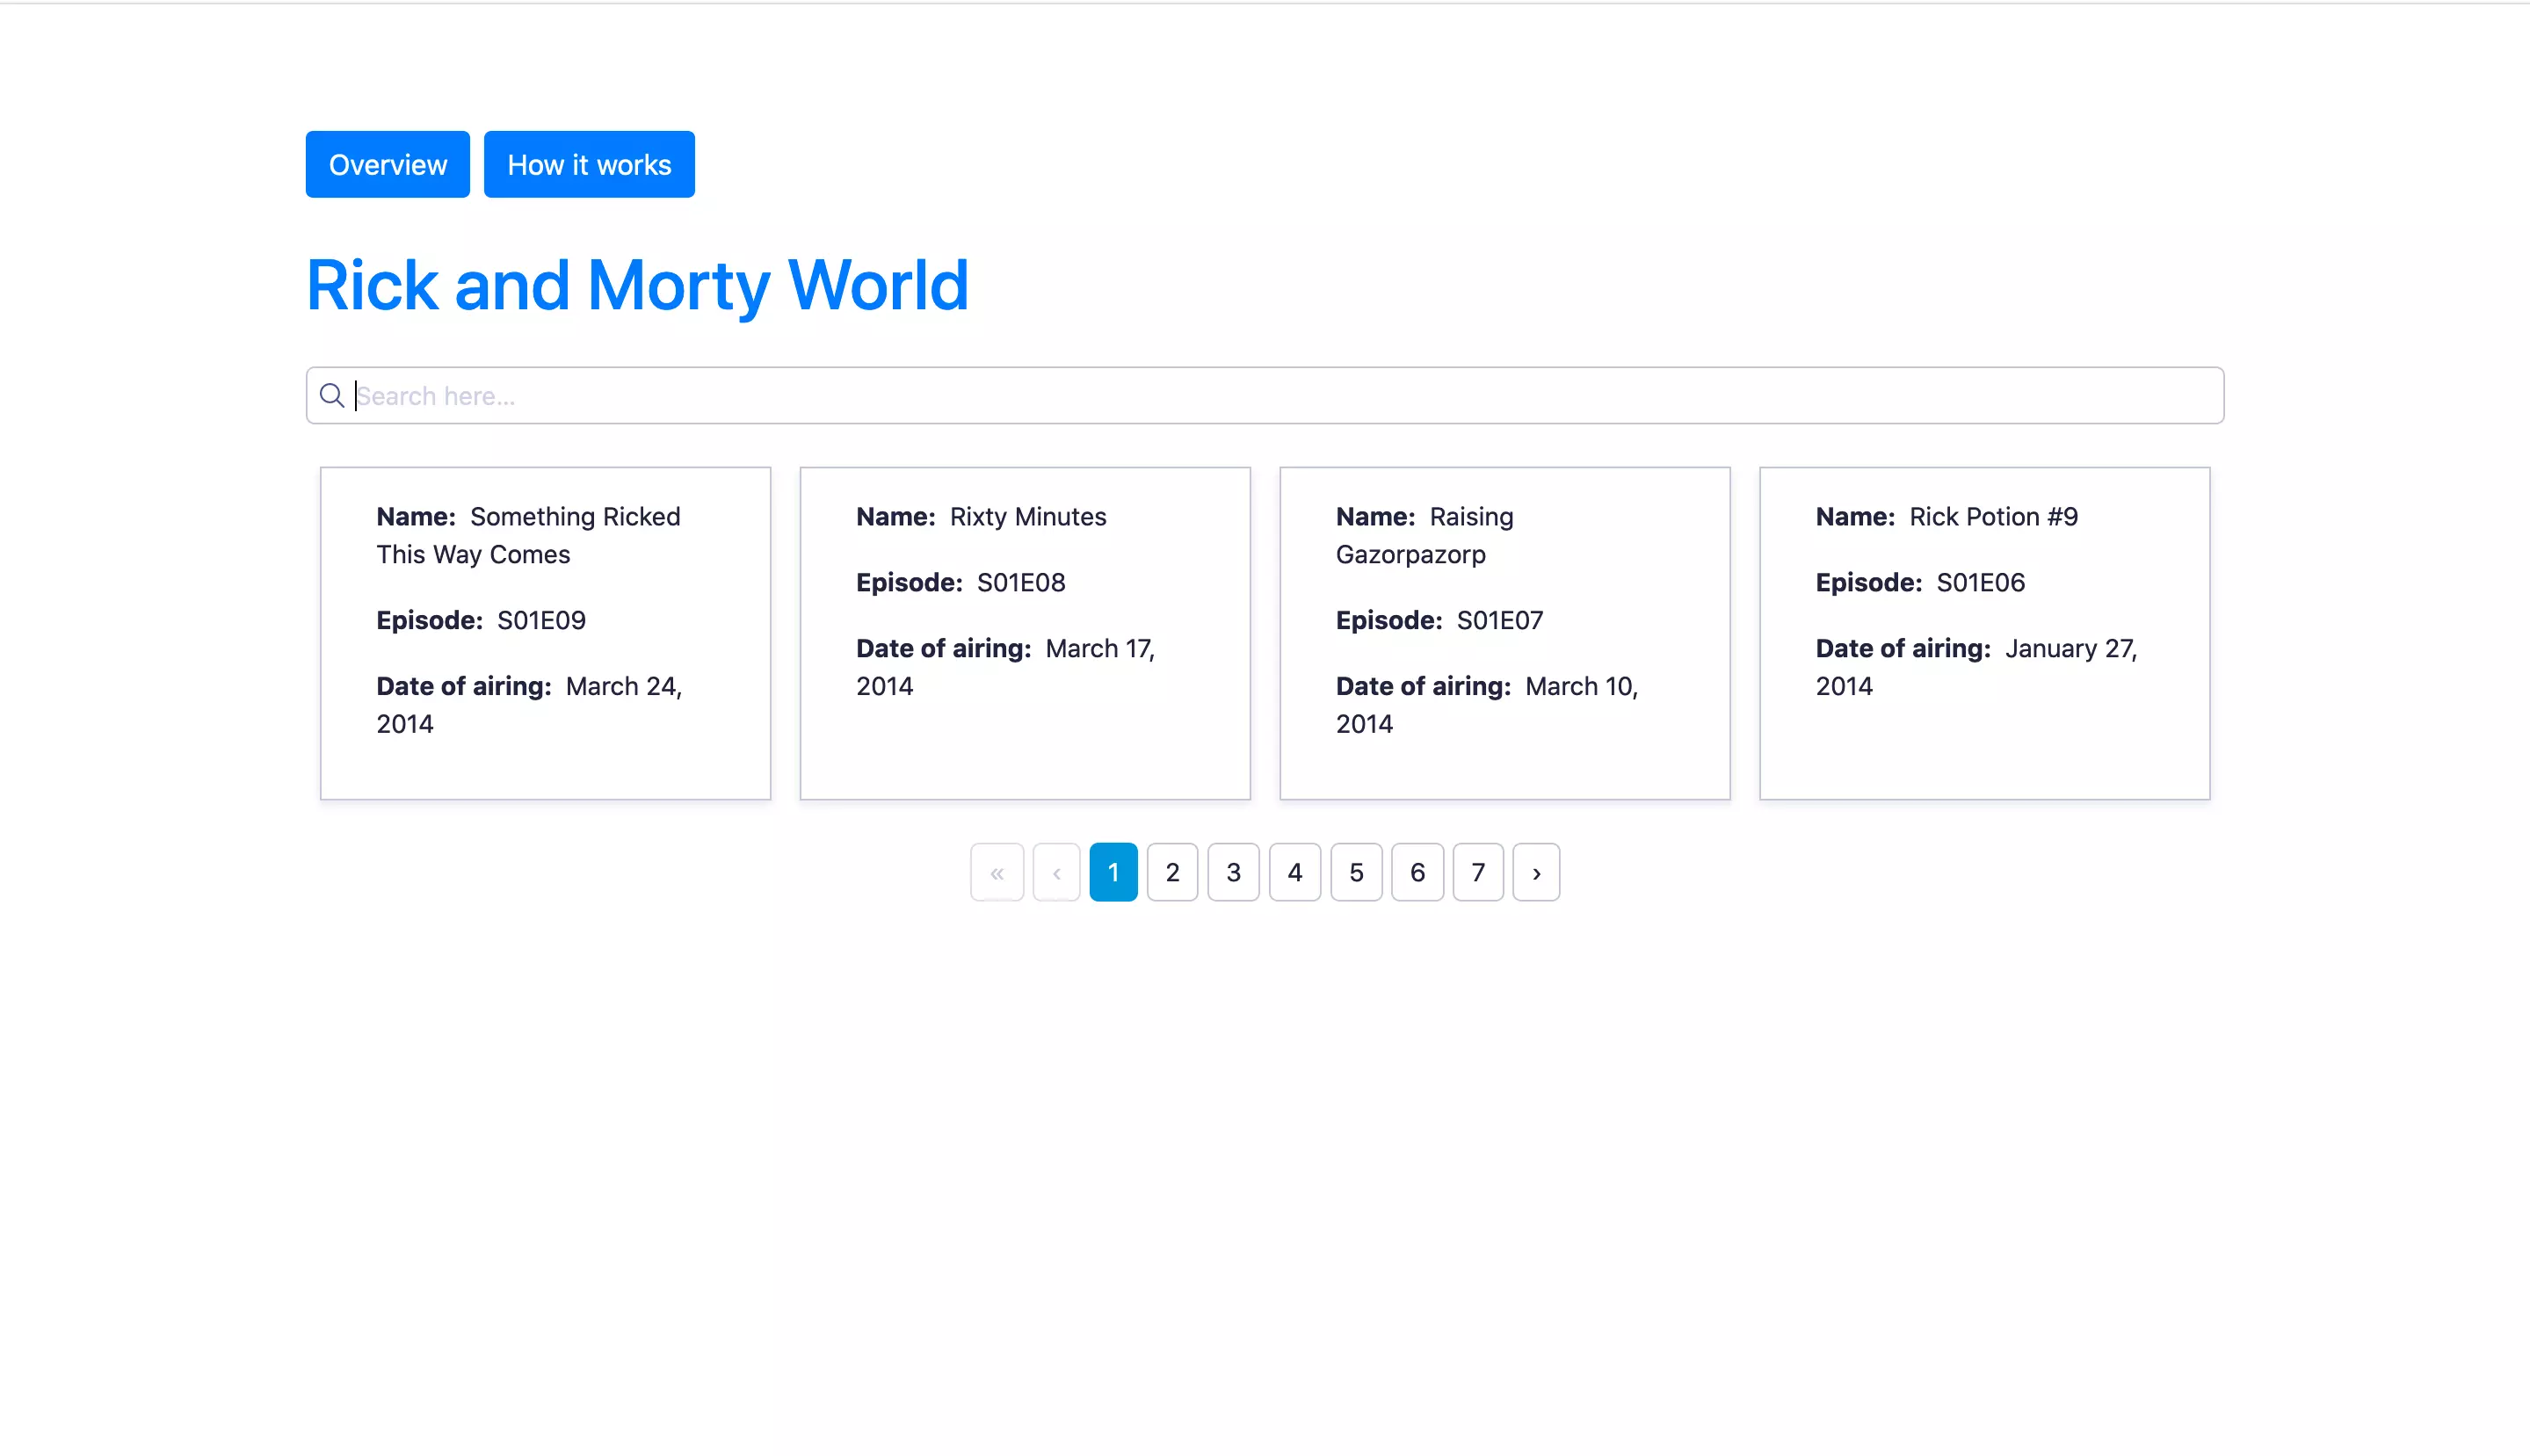 Overview How it works
Rick and Morty World
Search here...
Name: Something Ricked
This Way Comes
Episode: S01E09
Date of airing: March 24,
2014
Name: Rixty Minutes
Episode: S01E08
Date of airing: March 17,
2014
Name: Raising
Gazorpazorp
Episode: S01E07
Date of airing: March 10,
2014
Name: Rick Potion #9
Episode: S01E06
Date of airing: January 27,
2014
« ‹ 1 2 3 4 5 6 7 ›